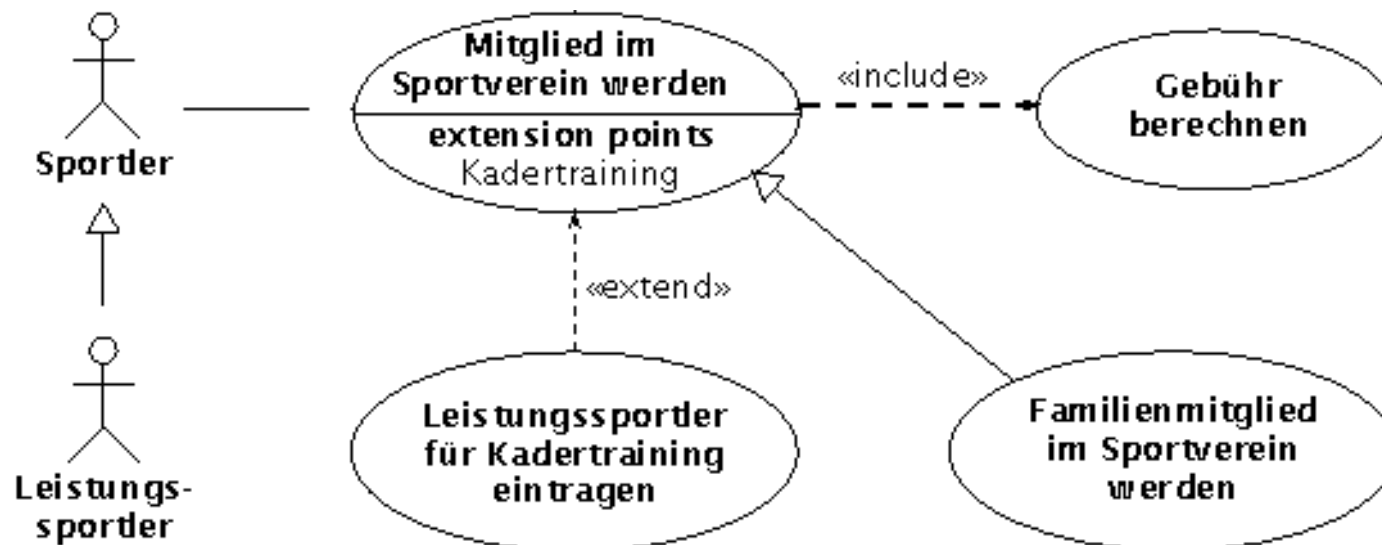 Mitglied im
Sportverein werden
extension points
Kadertraining
«include»
Gebühr
berechnen
Sportler
«extend»
Leistungs-
sportler
Leistungssportler
für Kadertraining
eintragen
Familienmitglied
im Sportverein
werden